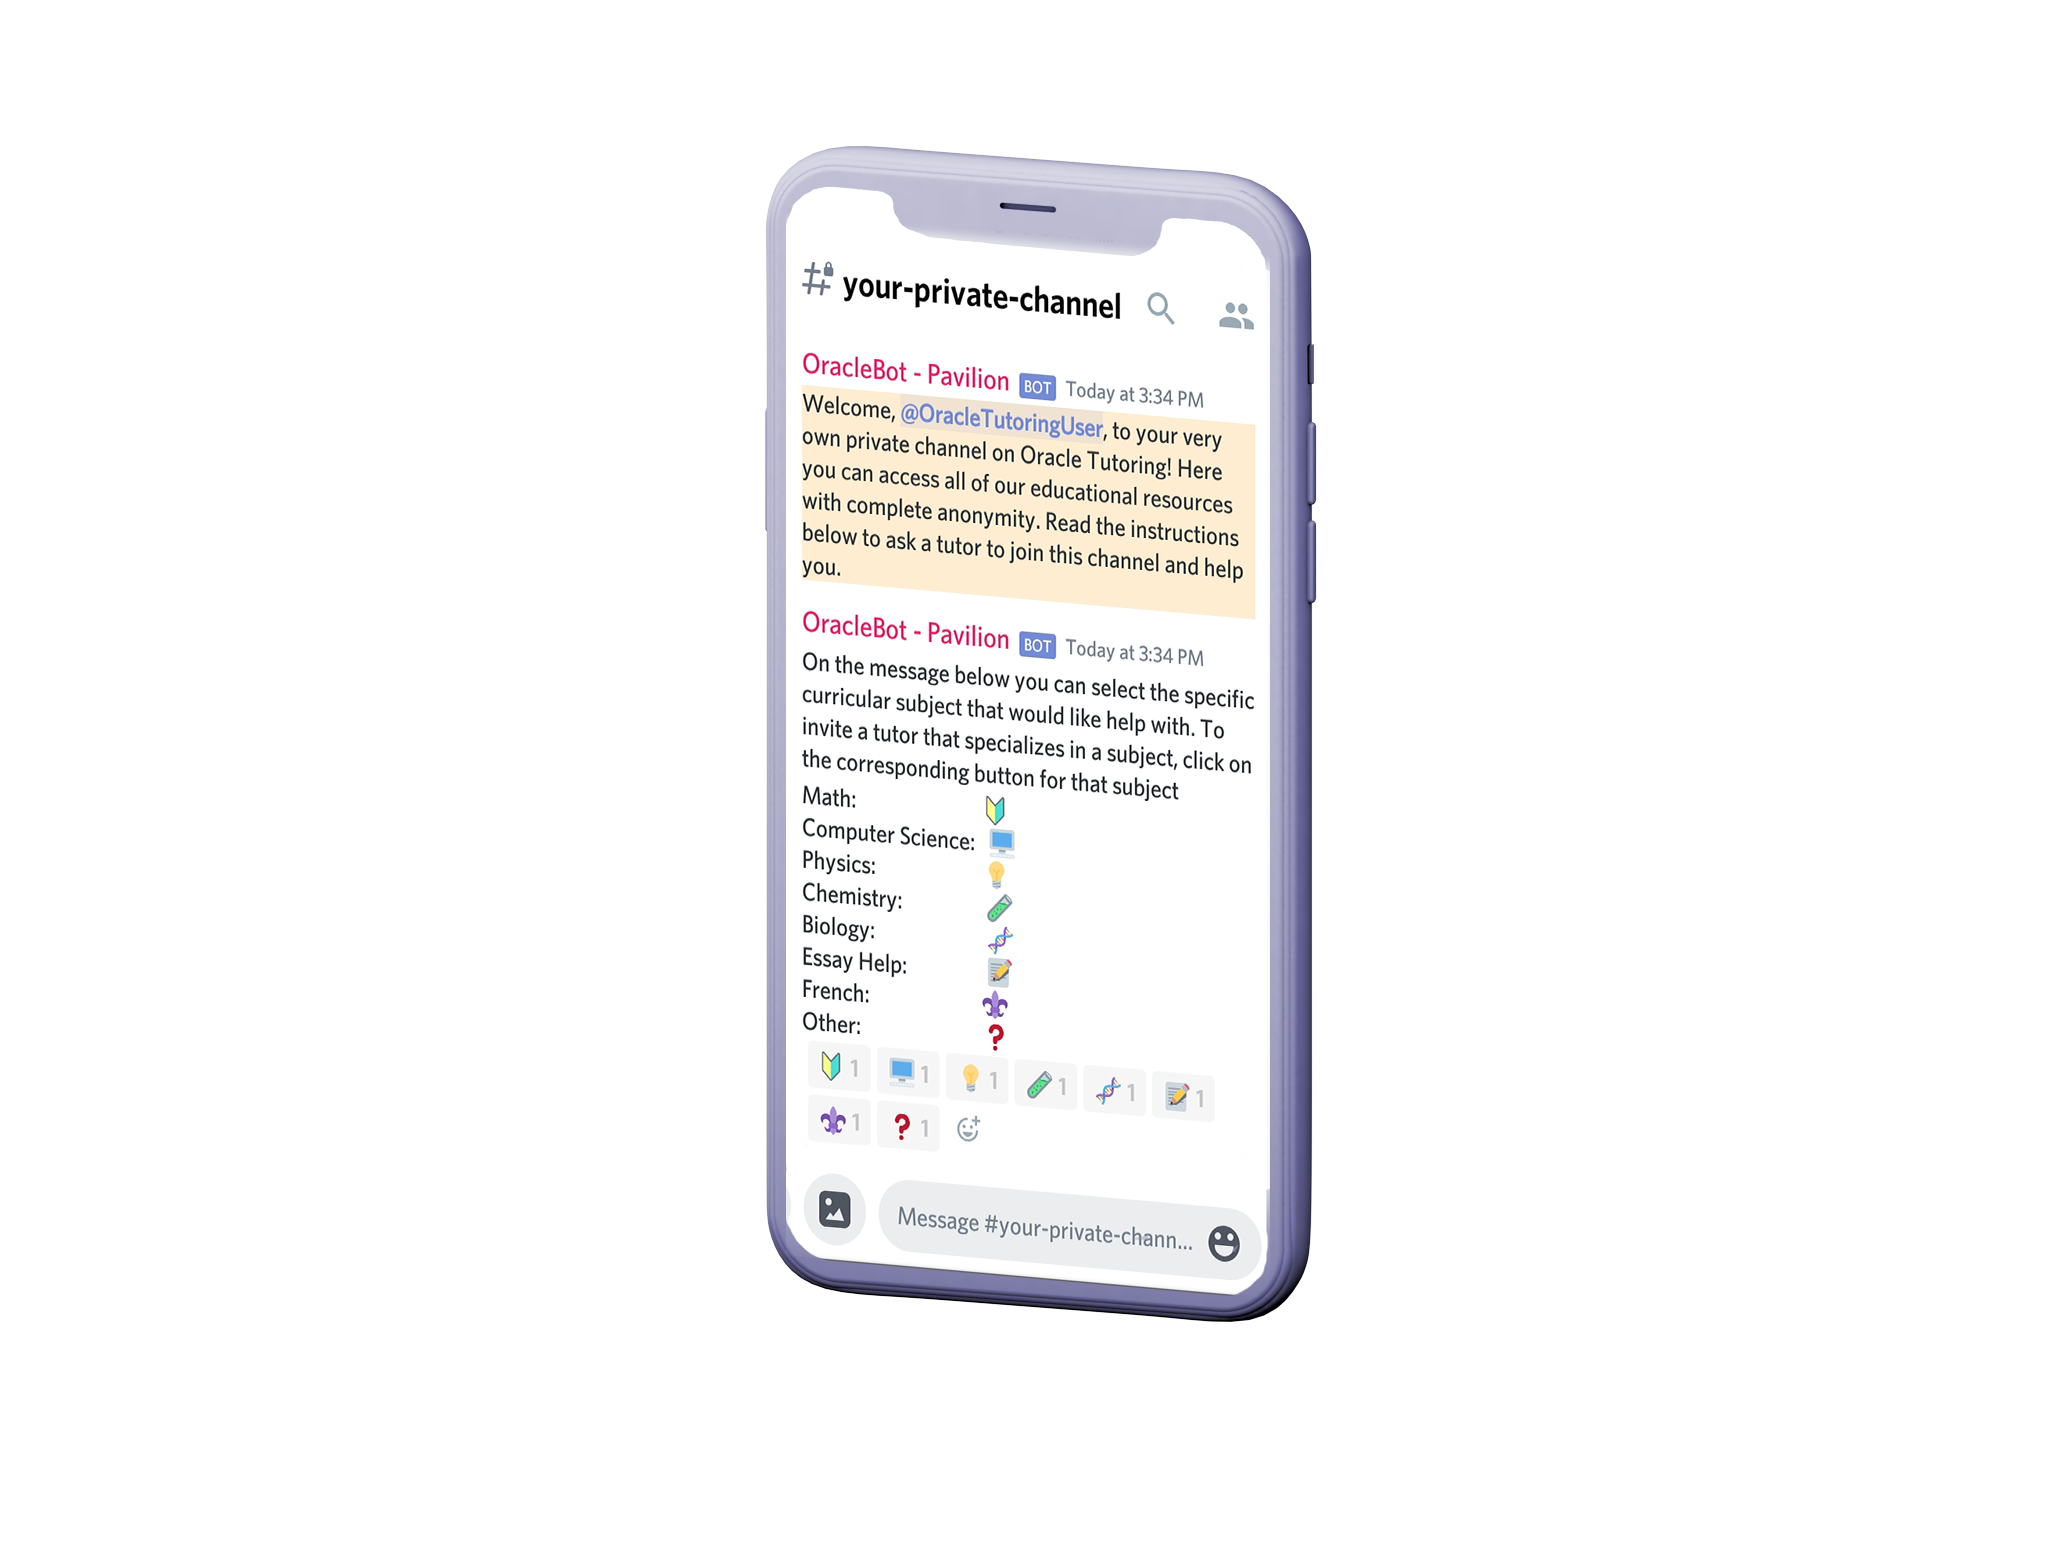 your-private-channel
OracleBot - Pavilion BOT Today at 3:34 PM
Welcome, @OracleTutoringUser, to your very
own private channel on Oracle Tutoring! Here
you can access all of our educational resources
with complete anonymity. Read the instructions
below to ask a tutor to join this channel and help
you.
OracleBot - Pavilion BOT Today at 3:34 PM
On the message below you can select the specific
curricular subject that would like help with. To
invite a tutor that specializes in a subject, click on
the corresponding button for that subject
Math:
Computer Science:
Physics:
Chemistry:
Biology:
Essay Help:
French:
Other:
1 1 1 1 1 1
1 1
Message #your-private-chann...